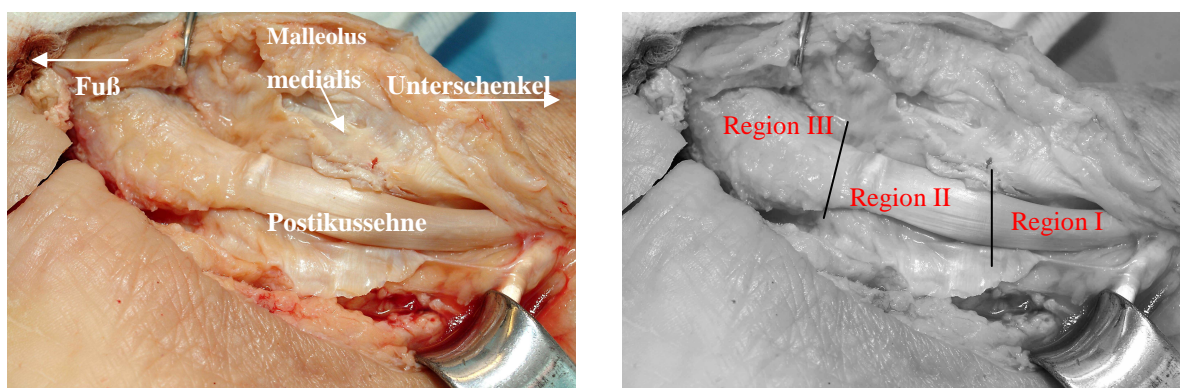 Malleolus
medialis
Fuß
Unterschenkel
Postikussehne
Region III
Region II
Region I